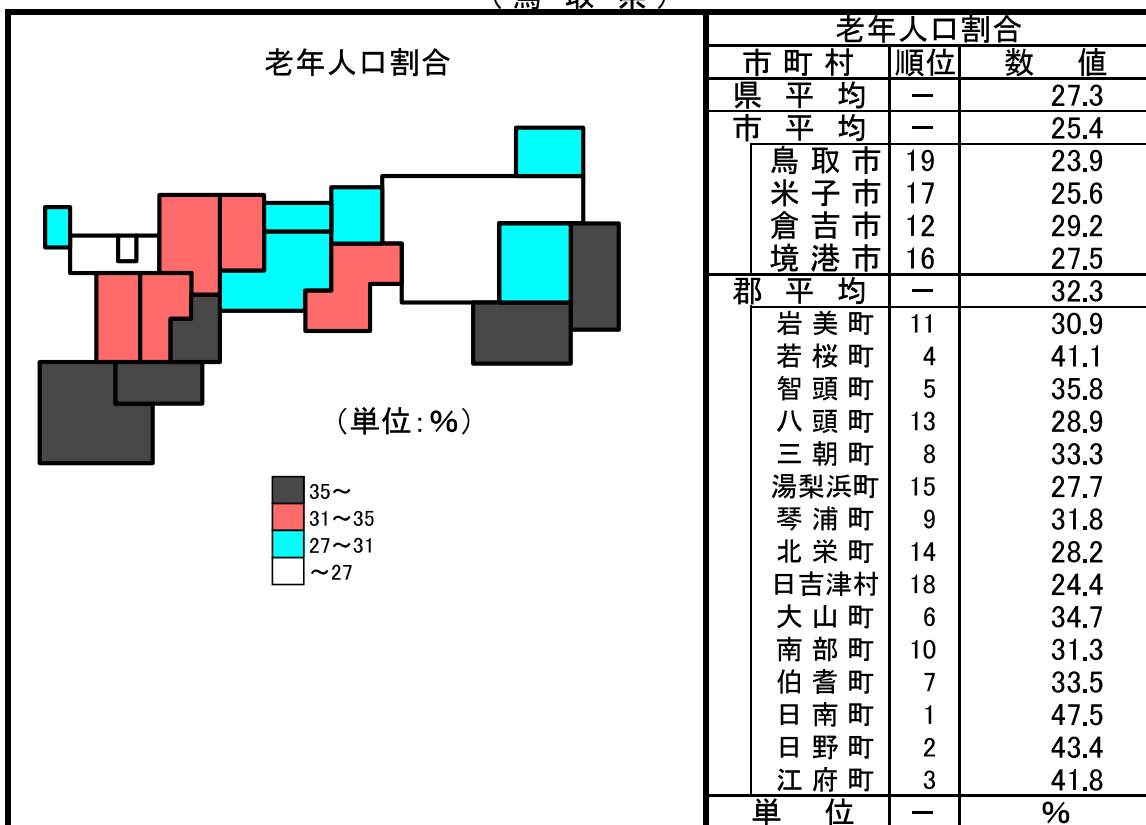 (鳥取県)
老年人口割合
(単位:%)
35~
31~35
27~31
~27
老年人口割合
市町村 順位 数値
県平均 - 27.3
市平均 - 25.4
鳥取市 19 23.9
米子市 17 25.6
倉吉市 12 29.2
境港市 16 27.5
郡平均 - 32.3
岩美町 11 30.9
若桜町 4 41.1
智頭町 5 35.8
八頭町 13 28.9
三朝町 8 33.3
湯梨浜町 15 27.7
琴浦町 9 31.8
北栄町 14 28.2
日吉津村 18 24.4
大山町 6 34.7
南部町 10 31.3
伯耆町 7 33.5
日南町 1 47.5
日野町 2 43.4
江府町 3 41.8
単位 - %